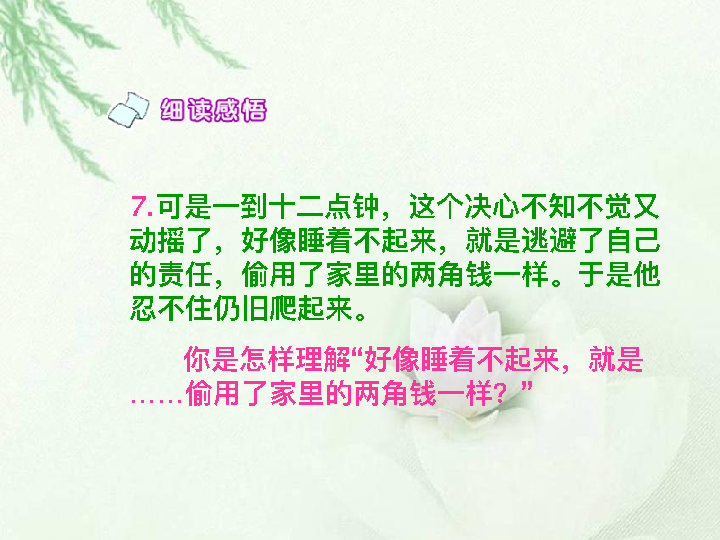 细读感悟
7.可是一到十二点钟，这个决心不知不觉又
动摇了，好像睡着不起来，就是逃避了自己
的责任，偷用了家里的两角钱一样。于是他
忍不住仍旧爬起来。
你是怎样理解“好像睡着不起来，就是
……偷用了家里的两角钱一样？”